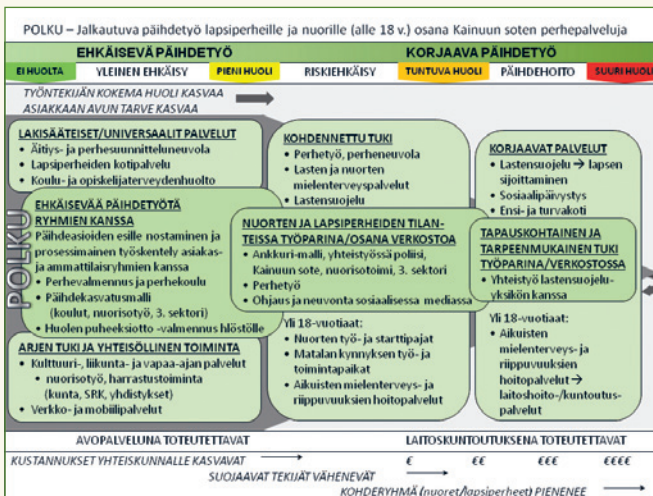 POLKU – Jalkautuva päihdetyö lapsiperheille ja nuorille (alle 18 v.) osana Kainuun soten perhepalveluja
EHKÄISEVÄ PÄIHDETYÖ
KORJAAVA PÄIHDETYÖ
EI HUOLTA
YLEINEN EHKÄISY
PIENI HUOLI
RISKIEHKÄISY
TUNTUVA HUOLI
PÄIHDEHOITO
SUURI HUOLI
TYÖNTEKIJÄN KOKEMA HUOLI KASVAA
ASIAKKAAN AVUN TARVE KASVAA
POLKU
LAKISÄÄTEISET/UNIVERSAALIT PALVELUT
• Äitiys- ja perhesuunnitteluneuvola
• Lapsiperheiden kotipalvelu
• Koulu- ja opiskelijaterveydenhuolto
EHKÄISEVÄÄ PÄIHDETYÖTÄ
RYHMIEN KANSSA
• Päihdeasioiden esille nostaminen ja
prosessimainen työskentely asiakas-
ja ammattilaisryhmien kanssa
• Perhevalmennus ja perhekoulu
• Päihdekasvatusmalli
(koulut, nuorisotyö, 3. sektori)
• Huolen puheeksiotto -valmennus hlöstölle
ARJEN TUKI JA YHTEISÖLLINEN TOIMINTA
• Kulttuuri-, liikunta- ja vapaa-ajan palvelut
• nuorisotyö, harrastustoiminta
(kunta, SRK, yhdistykset)
• Verkko- ja mobiilipalvelut
KOHDENNETTU TUKI
• Perhetyö, perheneuvola
• Lasten ja nuorten
mielenterveyspalvelut
• Lastensuojelu
NUORTEN JA LAPSIPERHEIDEN TILAN-
TEISSA TYÖPARINA/OSANA VERKOSTOA
• Ankkuri-malli, yhteistyössä poliisi,
Kainuun sote, nuorisotoimi, 3. sektori
• Perhetyö
• Ohjaus ja neuvonta sosiaalisessa mediassa
Yli 18-vuotiaat:
• Nuorten työ- ja starttipajat
• Matalan kynnyksen työ- ja
toimintapaikat
• Aikuisten mielenterveys- ja
riippuvuuksien hoitopalvelut
KORJAAVAT PALVELUT
• Lastensuojelu → lapsen
sijoittaminen
• Sosiaalipäivystys
• Ensi- ja turvakoti
TAPAUSKOHTAINEN JA
TARPEENMUKAINEN TUKI
TYÖPARINA/VERKOSTOSSA
• Yhteistyö lastensuojelu-
yksikön kanssa
Yli 18-vuotiaat:
• Aikuisten
mielenterveys- ja
riippuvuuksien
hoitopalvelut →
laitoshoito-/kuntoutus-
palvelut
AVOPALVELUNA TOTEUTETTAVAT
LAITOSKUNTOUTUKSENA TOTEUTETTAVAT
KUSTANNUKSET YHTEISKUNNALLE KASVAVAT → € €€ €€€ €€€€
SUOJAAVAT TEKIJÄT VÄHENEVÄT →
KOHDERYHMÄ (nuoret/lapsiperheet) PIENENEE →